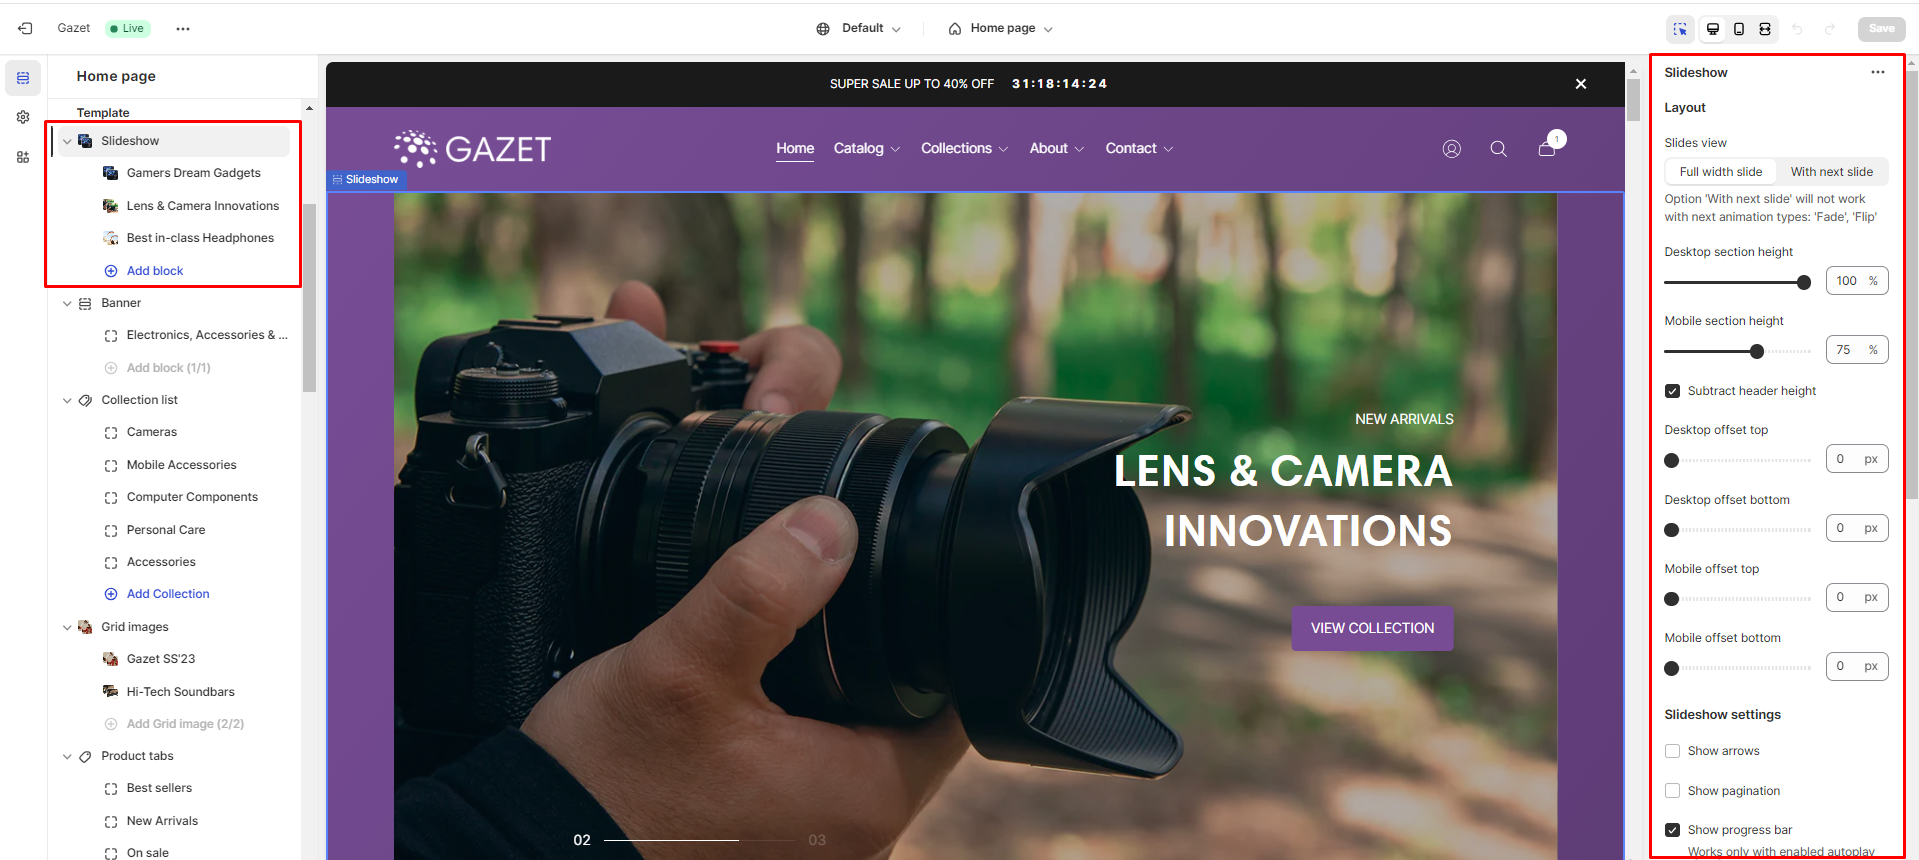 Gazet
Live
Default
Home page
Save
Home page
Template
Slideshow
Gamers Dream Gadgets
Lens & Camera Innovations
Best in-class Headphones
Add block
Banner
Electronics, Accessories & ...
Add block (1/1)
Collection list
Cameras
Mobile Accessories
Computer Components
Personal Care
Accessories
Add Collection
Grid images
Gazet SS'23
Hi-Tech Soundbars
Add Grid image (2/2)
Product tabs
Best sellers
New Arrivals
On sale
SUPER SALE UP TO 40% OFF 31:18:14:24
GAZET
Home Catalog Collections About Contact
1
Slideshow
NEW ARRIVALS
LENS & CAMERA
INNOVATIONS
VIEW COLLECTION
02 03
Slideshow
Layout
Slides view
Full width slide With next slide
Option 'With next slide' will not work
with next animation types: 'Fade', 'Flip'
Desktop section height
100 %
Mobile section height
75 %
Subtract header height
Desktop offset top
0 px
Desktop offset bottom
0 px
Mobile offset top
0 px
Mobile offset bottom
0 px
Slideshow settings
Show arrows
Show pagination
Show progress bar
Works only with enabled autoplay